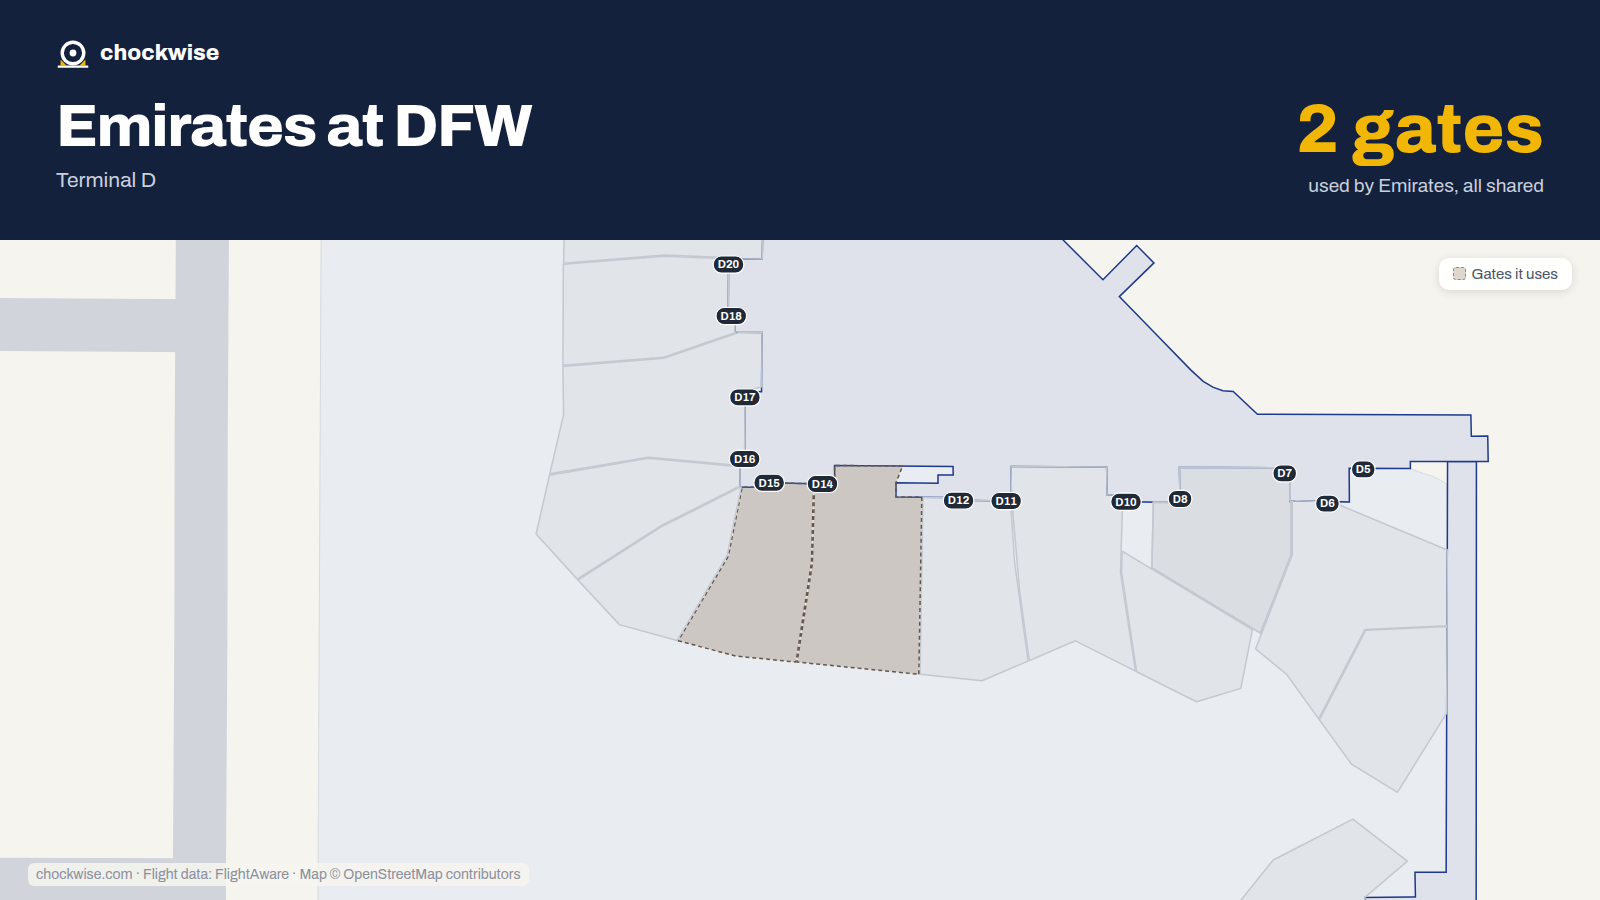 chockwise
Emirates at DFW
Terminal D
2 gates
used by Emirates, all shared
Gates it uses
D20
D18
D17
D16
D15
D14
D12
D11
D10
D8
D7
D6
D5
chockwise.com · Flight data: FlightAware · Map © OpenStreetMap contributors